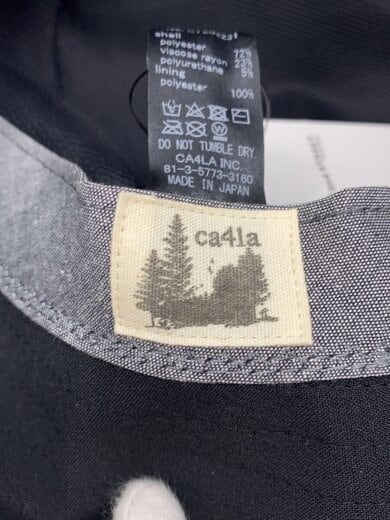 shell
polyester 72%
viscose rayon 23%
polyurethane 5%
lining
polyester 100%
DO NOT TUMBLE DRY.
CA4LA INC.
81-3-5773-3160
MADE IN JAPAN
ca4la